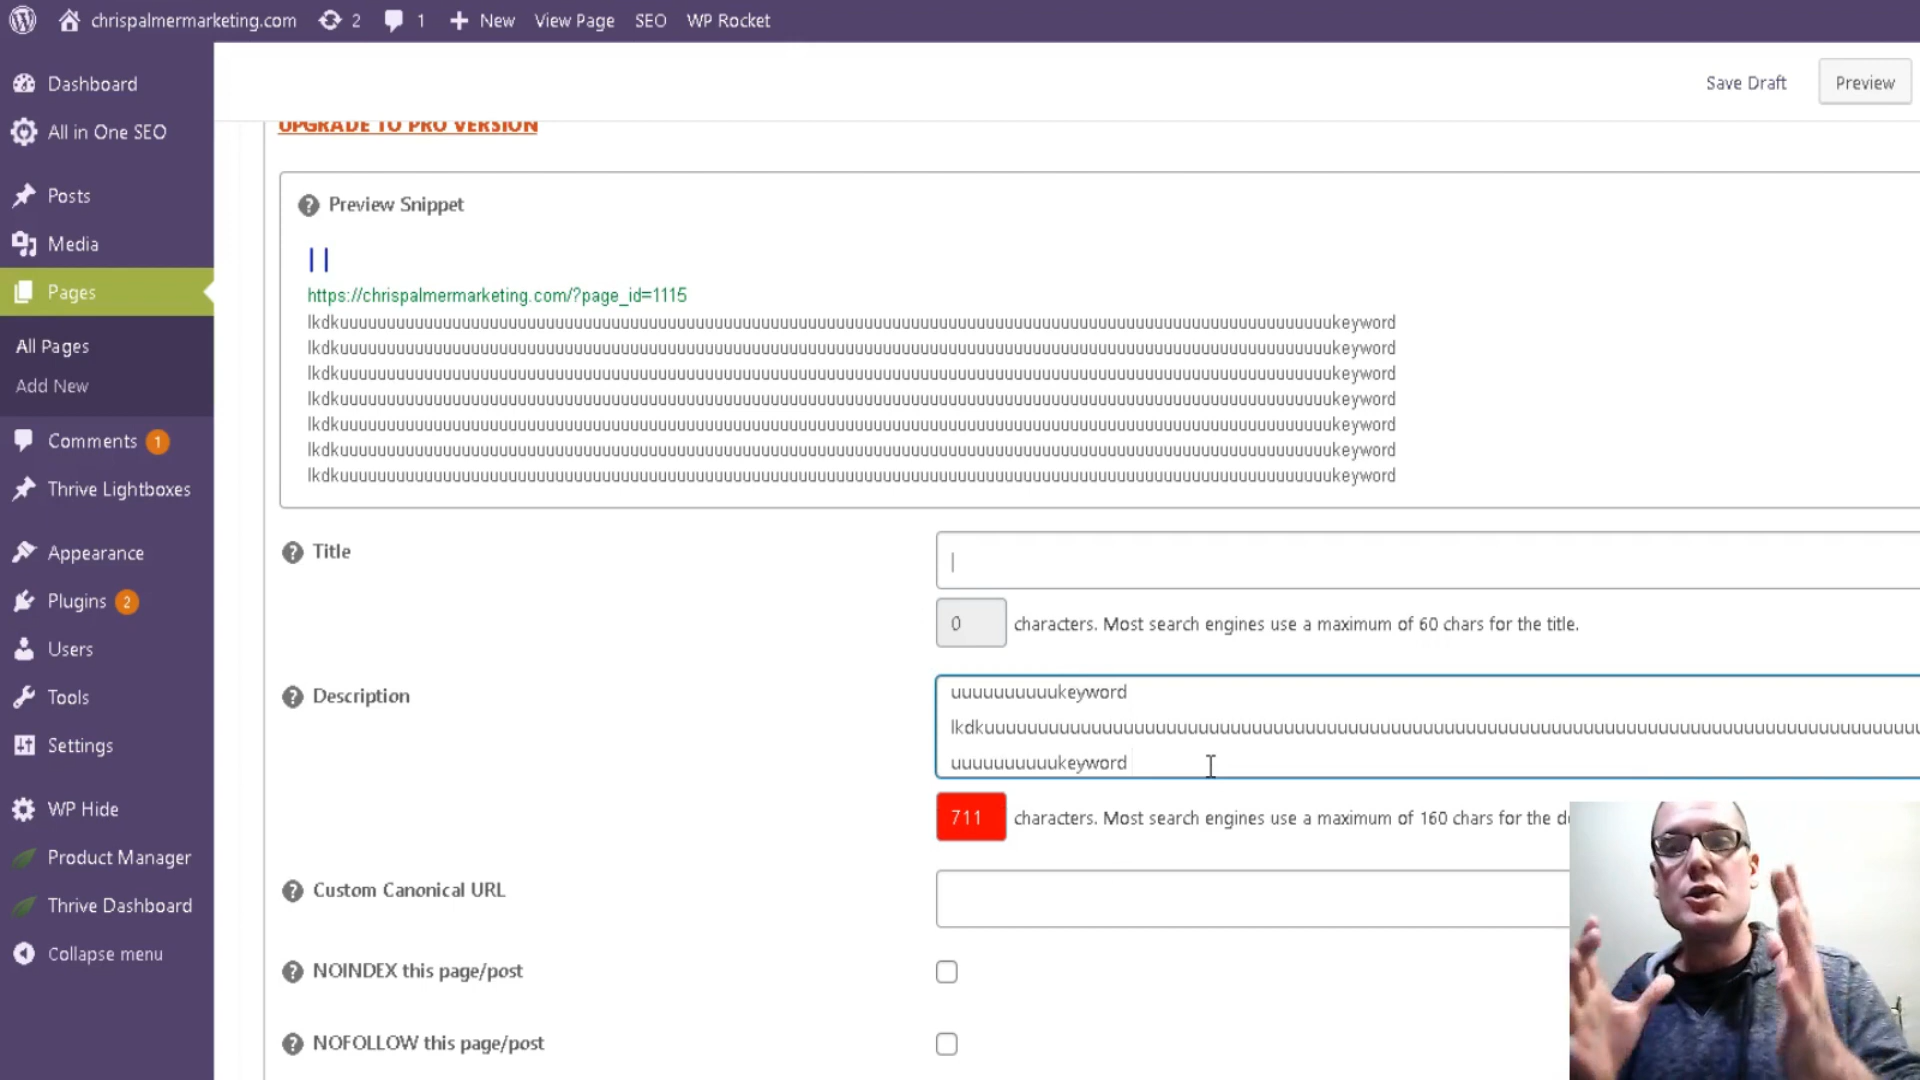 chrispalmermarketing.com 2 1 New View Page SEO WP Rocket
Save Draft Preview
Dashboard
All in One SEO
Posts
Media
Pages
All Pages
Add New
Comments 1
Thrive Lightboxes
Appearance
Plugins 2
Users
Tools
Settings
WP Hide
Product Manager
Thrive Dashboard
Collapse menu
UPGRADE TO PRO VERSION
Preview Snippet
| |
https://chrispalmermarketing.com/?page_id=1115
Title
0 characters. Most search engines use a maximum of 60 chars for the title.
Description
uuuuuuuuuukeyword
uuuuuuuuuukeyword
711 characters. Most search engines use a maximum of 160 chars for the
Custom Canonical URL
NOINDEX this page/post
NOFOLLOW this page/post